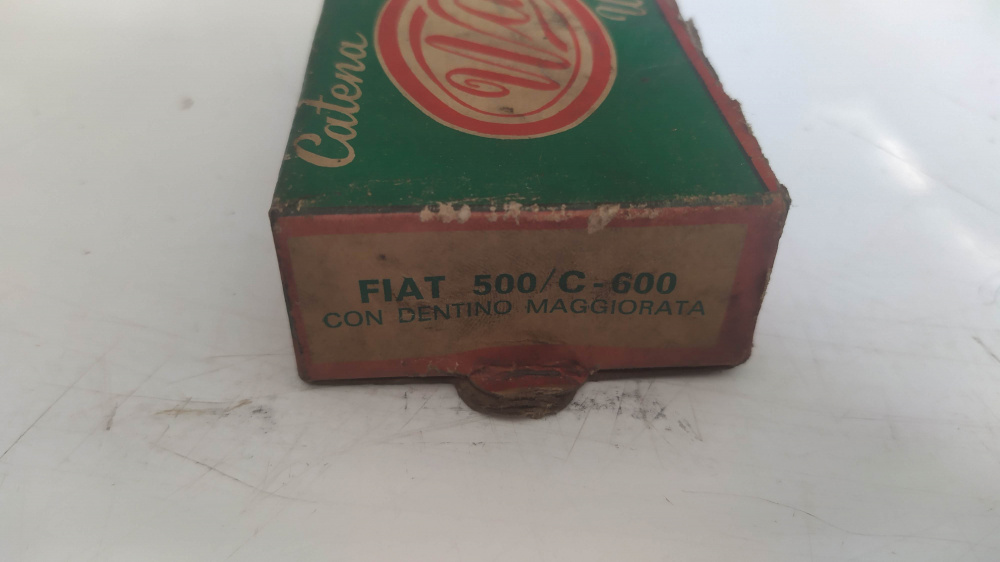 Catena
FIAT 500/C-600
CON DENTINO MAGGIORATA